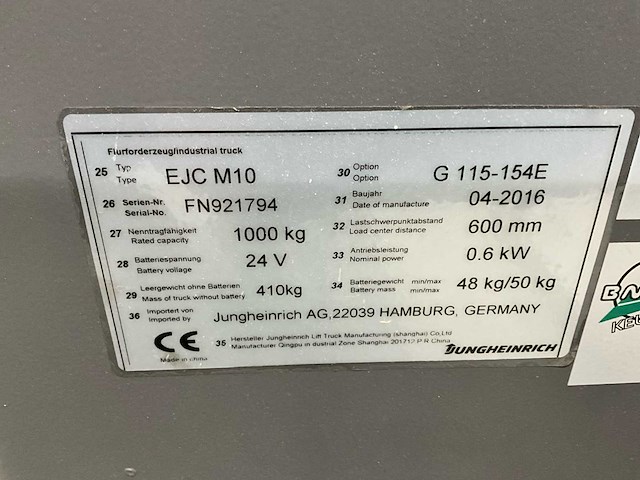 Flurförderzeug/industrial truck
25 Typ Type EJC M10 30 Option Option G 115-154E
26 Serien-Nr. Serial-No. FN921794 31 Baujahr Date of manufacture 04-2016
27 Nenntragfähigkeit Rated capacity 1000 kg 32 Lastschwerpunktabstand Load center distance 600 mm
28 Batteriespannung Battery voltage 24 V 33 Antriebsleistung Nominal power 0.6 kW
29 Leergewicht ohne Batterien Mass of truck without battery 410kg 34 Batteriegewicht min/max Battery mass min/max 48 kg/50 kg
36 Importiert von Imported by Jungheinrich AG,22039 HAMBURG, GERMANY
CE 35 Hersteller Jungheinrich Lift Truck Manufacturing (shanghai) Co,Ltd
Manufacturer Qingpu in dustrial Zone Shanghai 201712 P R China
Made in china JUNGHEINRICH